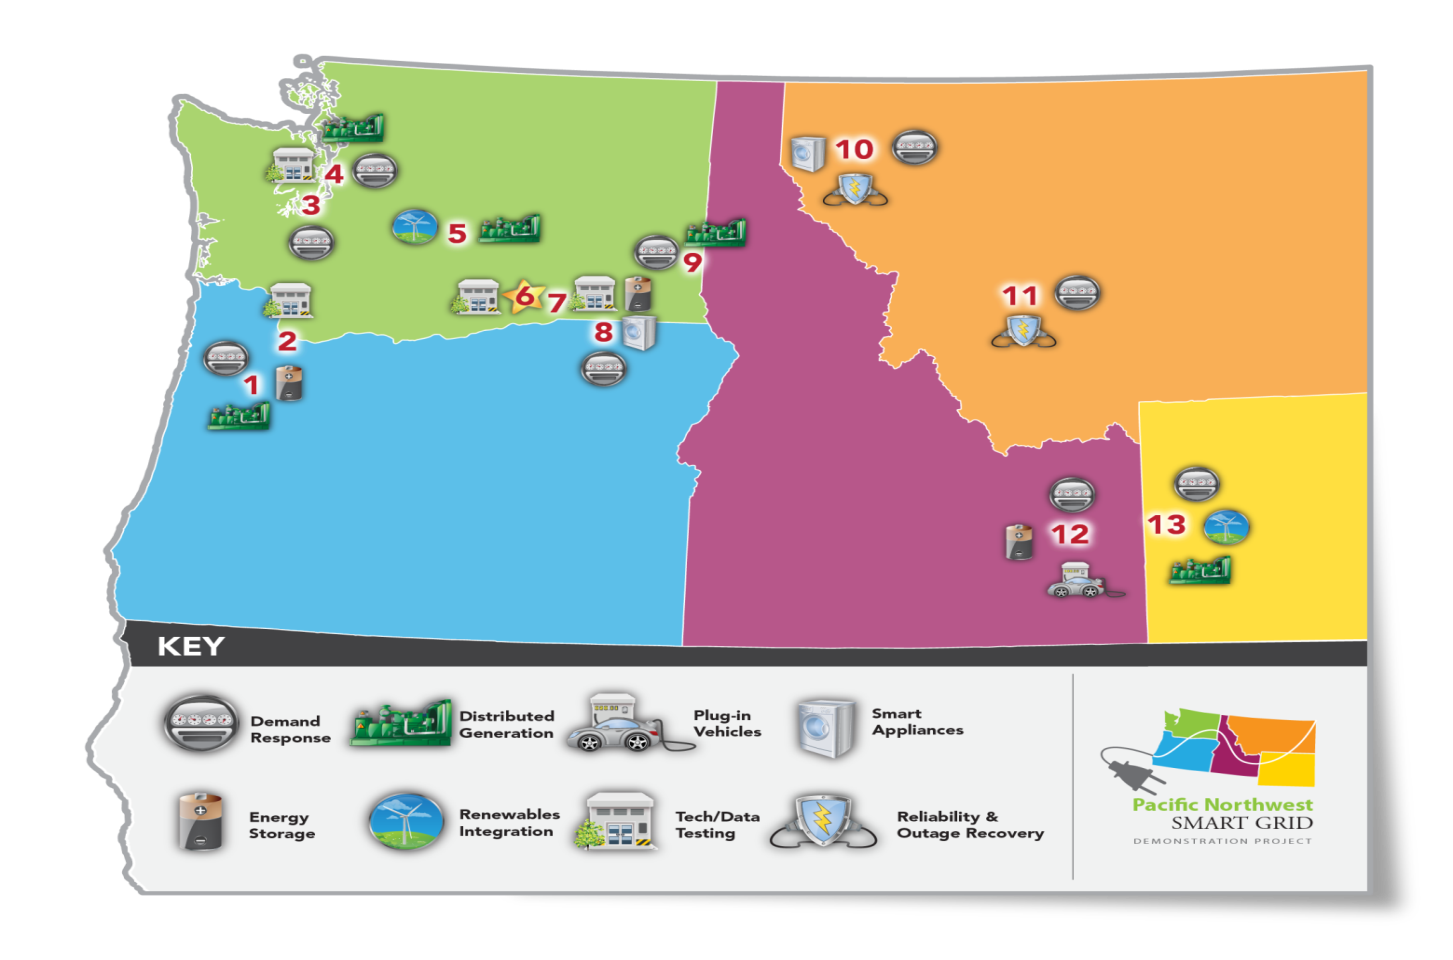 4
3
5
9
6
7
2
8
1
10
11
12
13
KEY
Demand
Response
Distributed
Generation
Plug-in
Vehicles
Smart
Appliances
Energy
Storage
Renewables
Integration
Tech/Data
Testing
Reliability &
Outage Recovery
Pacific Northwest
SMART GRID
DEMONSTRATION PROJECT